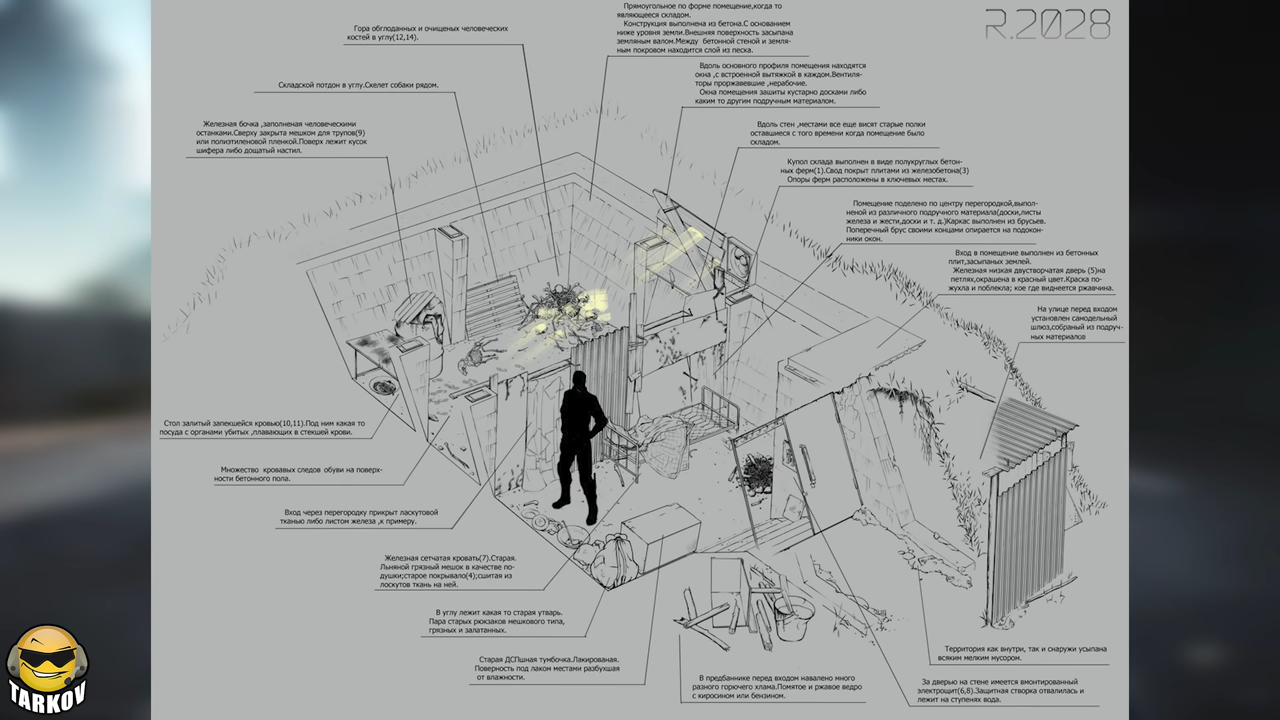 R.2028
Прямоугольное по форме помещение,когда то
являющееся складом.
Конструкция выполнена из бетона.С основанием
ниже уровня земли.Внешняя поверхность засыпана
земляным валом.Между бетонной стеной и земля-
ным покровом находится слой из песка.
Гора обглоданных и очищеных человеческих
костей в углу(12,14).
Вдоль основного профиля помещения находятся
окна ,с встроенной вытяжкой в каждом.Вентиля-
торы проржавевшие ,нерабочие.
Окна помещения зашиты кустарно досками либо
каким то другим подручным материалом.
Складской потдон в углу.Скелет собаки рядом.
Железная бочка ,заполненая человеческими
останками.Сверху закрыта мешком для трупов(9)
или полиэтиленовой пленкой.Поверх лежит кусок
шифера либо дощатый настил.
Вдоль стен ,местами все еще висят старые полки
оставшиеся с того времени когда помещение было
складом.
Купол склада выполнен в виде полукруглых бетон-
ных ферм(1).Свод покрыт плитами из железобетона(3)
Опоры ферм расположены в ключевых местах.
Помещение поделено по центру перегородкой,выпол-
неной из различного подручного материала(доски,листы
железа и жести,доски и т. д.)Каркас выполнен из брусьев.
Поперечный брус своими концами опирается на подокон-
ники окон.
Вход в помещение выполнен из бетонных
плит,засыпаных землей.
Железная низкая двустворчатая дверь (5)на
петлях,окрашена в красный цвет.Краска по-
жухла и поблекла; кое где виднеется ржавчина.
На улице перед входом
установлен самодельный
шлюз,собраный из подруч-
ных материалов
Стол залитый запекшейся кровью(10,11).Под ним какая то
посуда с органами убитых ,плавающих в стекшей крови.
Множество кровавых следов обуви на поверх-
ности бетонного пола.
Вход через перегородку прикрыт ласкутовой
тканью либо листом железа ,к примеру.
Железная сетчатая кровать(7).Старая.
Льняной грязный мешок в качестве по-
душки;старое покрывало(4);сшитая из
лоскутов ткань на ней.
В углу лежит какая то старая утварь.
Пара старых рюкзаков мешкового типа,
грязных и залатанных.
Старая ДСПшная тумбочка.Лакированая.
Поверхность под лаком местами разбухшая
от влажности.
В предбаннике перед входом навалено много
разного горючего хлама.Помятое и ржавое ведро
с киросином или бензином.
Территория как внутри, так и снаружи усыпана
всяким мелким мусором.
За дверью на стене имеется вмонтированный
электрощит(6,8).Защитная створка отвалилась и
лежит на ступенях вода.
TARKOV